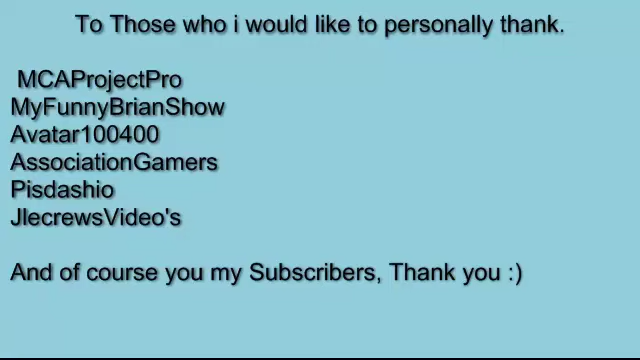 To Those who i would like to personally thank.
MCAProjectPro
MyFunnyBrianShow
Avatar100400
AssociationGamers
Pisdashio
JlecrewsVideo's
And of course you my Subscribers, Thank you :)